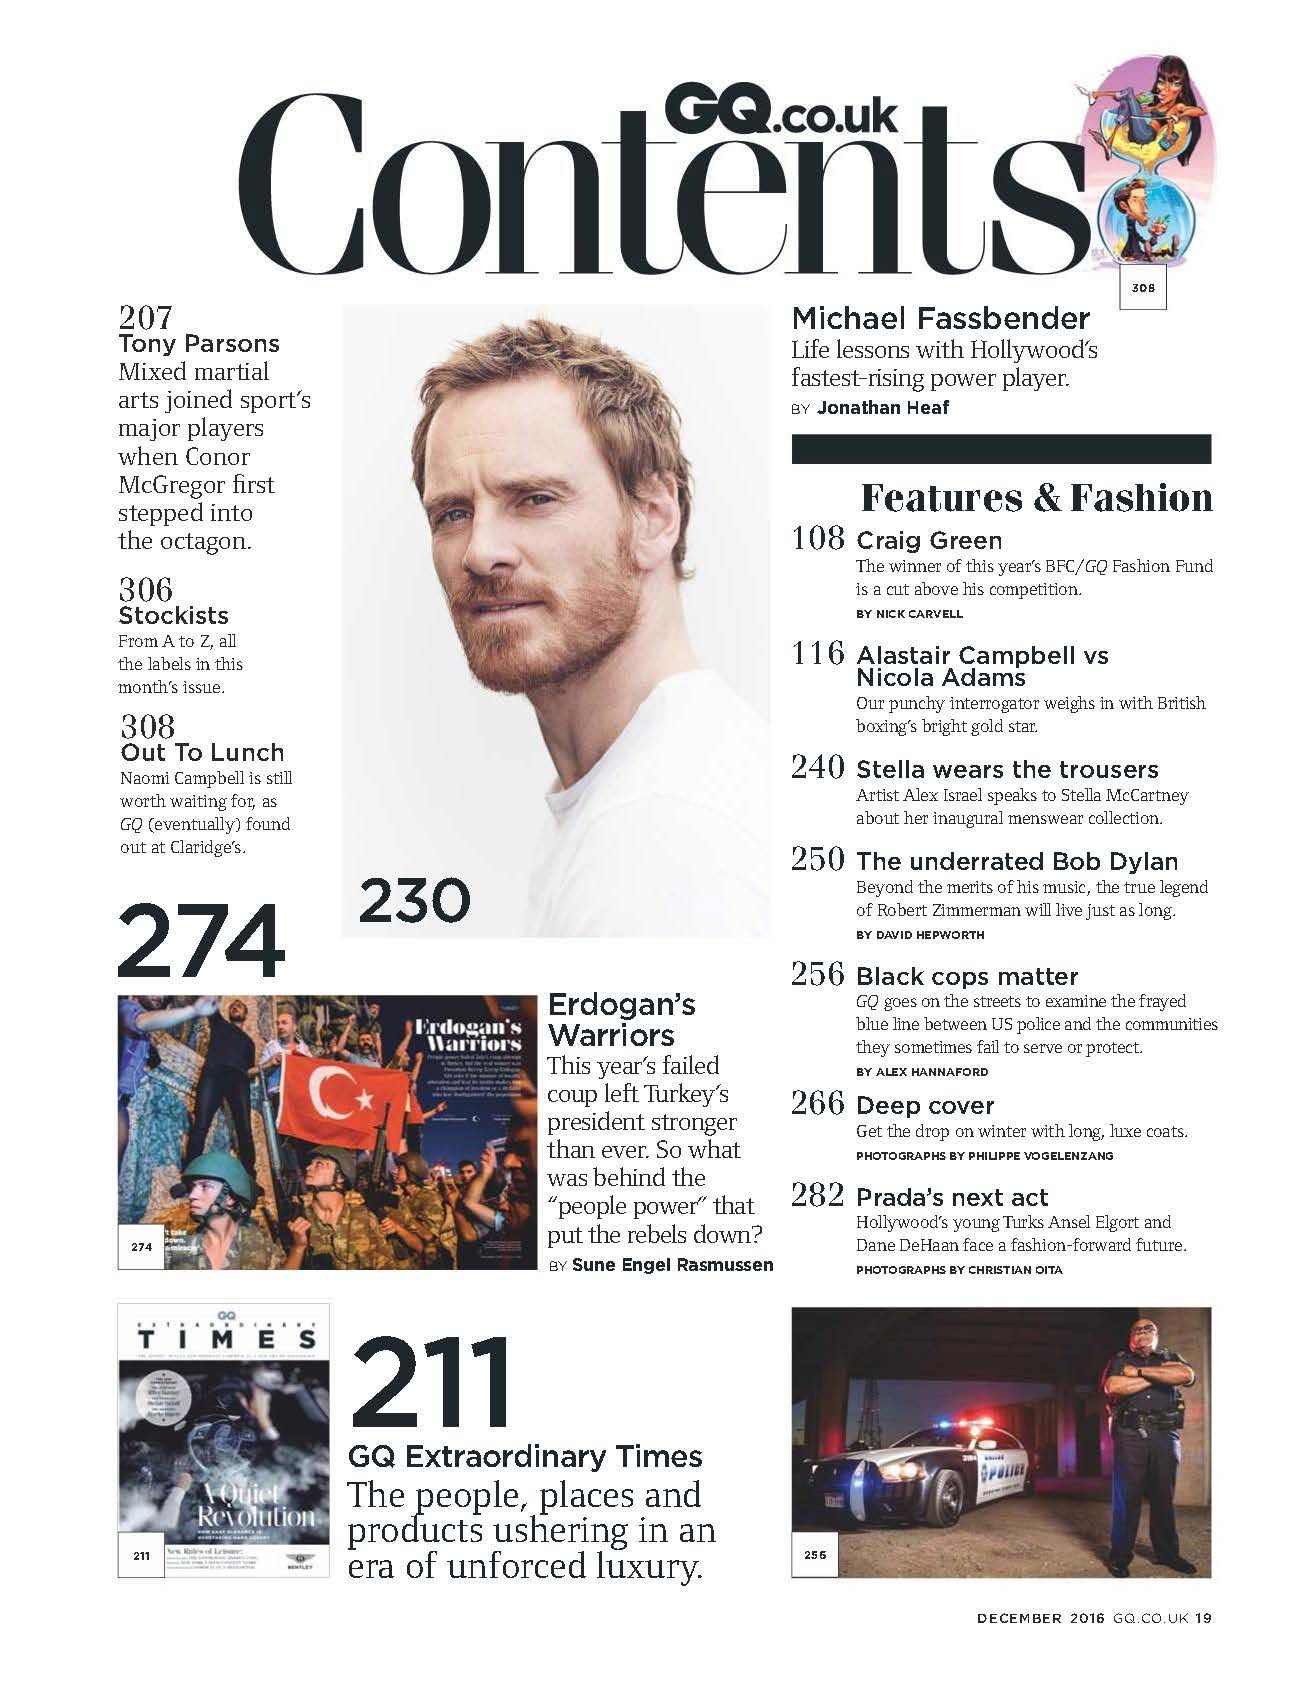 GQ.co.uk
Contents
308
207
Tony Parsons
Mixed martial
arts joined sport's
major players
when Conor
McGregor first
stepped into
the octagon.
306
Stockists
From A to Z, all
the labels in this
month's issue.
308
Out To Lunch
Naomi Campbell is still
worth waiting for, as
GQ (eventually) found
out at Claridge's.
230
Michael Fassbender
Life lessons with Hollywood's
fastest-rising power player.
BY Jonathan Heaf
274
Erdogan's
Warriors
274
Erdogan's
Warriors
This year's failed
coup left Turkey's
president stronger
than ever. So what
was behind the
“people power” that
put the rebels down?
BY Sune Engel Rasmussen
GQ
EXTRAORDINARY
TIMES
A Quiet
Revolution
New Rules of Leisure:
BENTLEY
211
211
GQ Extraordinary Times
The people, places and
products ushering in an
era of unforced luxury.
Features & Fashion
108 Craig Green
The winner of this year's BFC/GQ Fashion Fund
is a cut above his competition.
BY NICK CARVELL
116 Alastair Campbell vs
Nicola Adams
Our punchy interrogator weighs in with British
boxing's bright gold star.
240 Stella wears the trousers
Artist Alex Israel speaks to Stella McCartney
about her inaugural menswear collection.
250 The underrated Bob Dylan
Beyond the merits of his music, the true legend
of Robert Zimmerman will live just as long.
BY DAVID HEPWORTH
256 Black cops matter
GQ goes on the streets to examine the frayed
blue line between US police and the communities
they sometimes fail to serve or protect.
BY ALEX HANNAFORD
266 Deep cover
Get the drop on winter with long, luxe coats.
PHOTOGRAPHS BY PHILIPPE VOGELENZANG
282 Prada's next act
Hollywood's young Turks Ansel Elgort and
Dane DeHaan face a fashion-forward future.
PHOTOGRAPHS BY CHRISTIAN OITA
POLICE
256
DECEMBER 2016 GQ.CO.UK 19